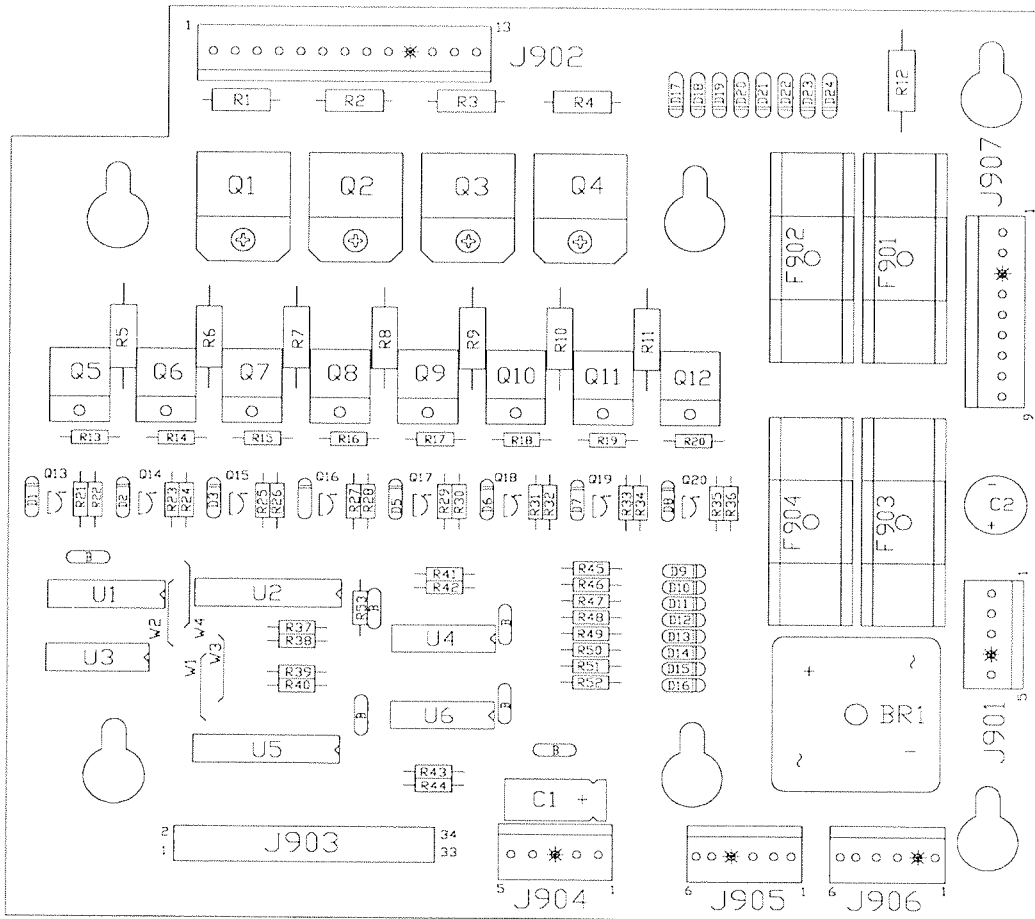 1 13
J902
R1 R2 R3 R4
D17 D18 D19 D20 D21 D22 D23 D24
R12
J907
1
9
Q1 Q2 Q3 Q4
F902 F901
R5 R6 R7 R8 R9 R10 R11
Q5 Q6 Q7 Q8 Q9 Q10 Q11 Q12
R13 R14 R15 R16 R17 R18 R19 R20
Q13 Q14 Q15 Q16 Q17 Q18 Q19 Q20
D1 R21 R22 D2 R23 R24 D3 R25 R26 R27 R28 D5 R29 R30 D6 R31 R32 D7 R33 R34 D8 R35 R36
F904 F903
- C2 +
B
U1 U2 R53 B
W2 W4
U3 W1 W3
R41
R42
R37
R38
U4 B
R39
R40
R45 D9
R46 D10
R47 D11
R48 D12
R49 D13
R50 D14
R51 D15
R52 D16
1
5
J901
+ ~
BR1
~ -
U5 B U6 B
R43
R44
B
C1 +
2 34
J903
1 33
5 1
J904
6 1
J905
6 1
J906